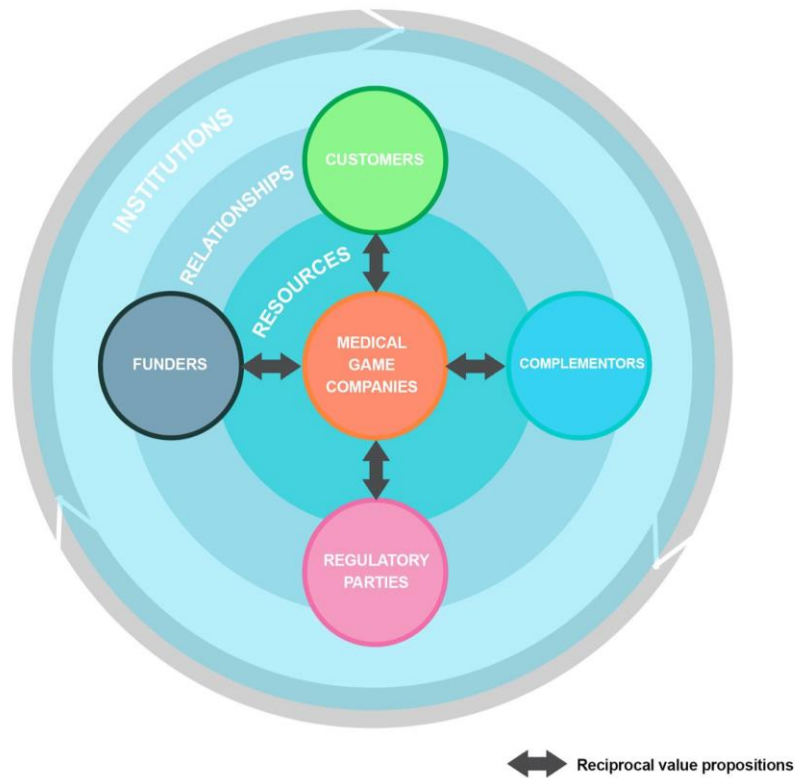 INSTITUTIONS
RELATIONSHIPS
RESOURCES
CUSTOMERS
FUNDERS
MEDICAL
GAME
COMPANIES
COMPLEMENTORS
REGULATORY
PARTIES
Reciprocal value propositions